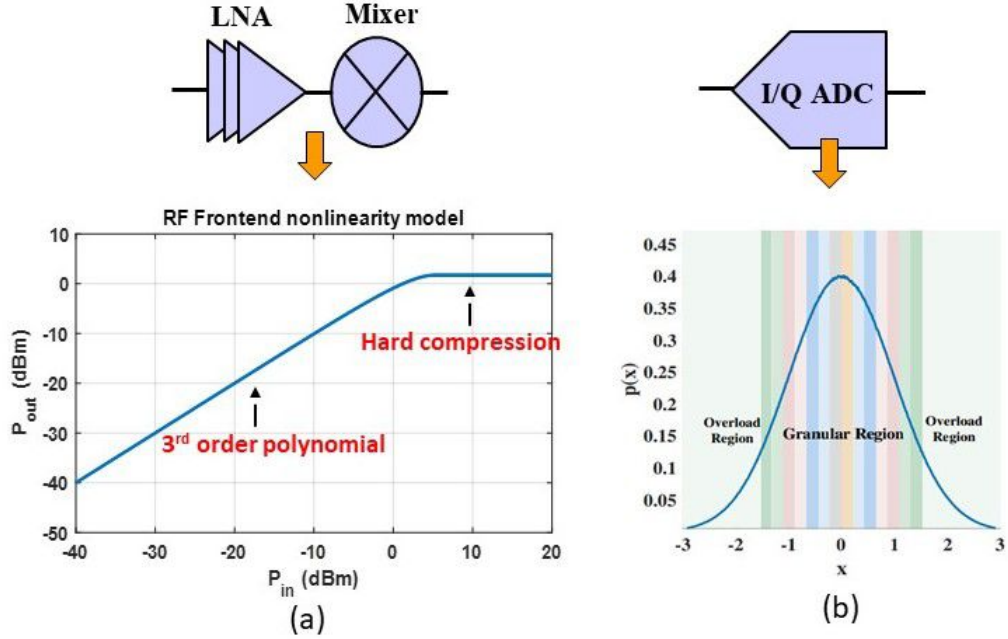 LNA
Mixer
I/Q ADC
RF Frontend nonlinearity model
10
0
-10
-20
-30
-40
-50
P_out (dBm)
Hard compression
3rd order polynomial
-40 -30 -20 -10 0 10 20
P_in (dBm)
(a)
0.45
0.4
0.35
0.3
0.25
0.2
0.15
0.1
0.05
p(x)
Overload
Region
Granular Region
Overload
Region
-3 -2 -1 0 1 2 3
x
(b)